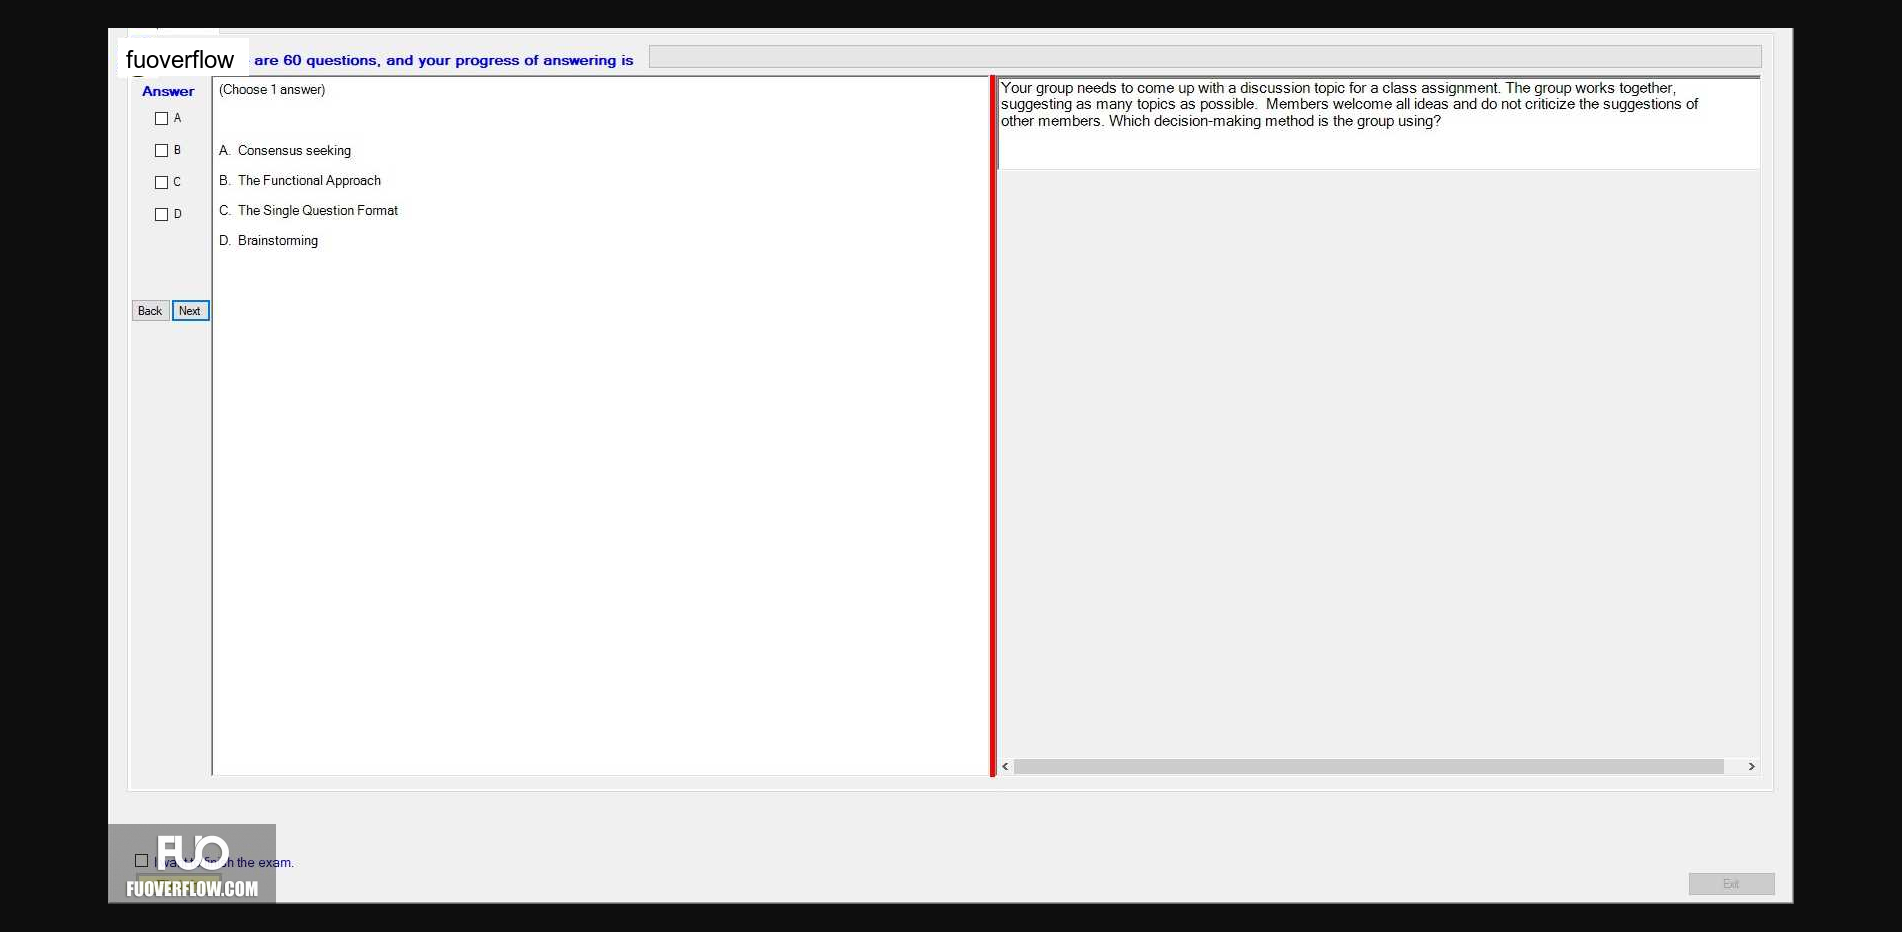 fuoverflow
are 60 questions, and your progress of answering is
Answer
(Choose 1 answer)
A
B
C
D
A. Consensus seeking
B. The Functional Approach
C. The Single Question Format
D. Brainstorming
Back Next
Your group needs to come up with a discussion topic for a class assignment. The group works together,
suggesting as many topics as possible. Members welcome all ideas and do not criticize the suggestions of
other members. Which decision-making method is the group using?
I want to finish the exam.
FUO
FUOVERFLOW.COM
Exit